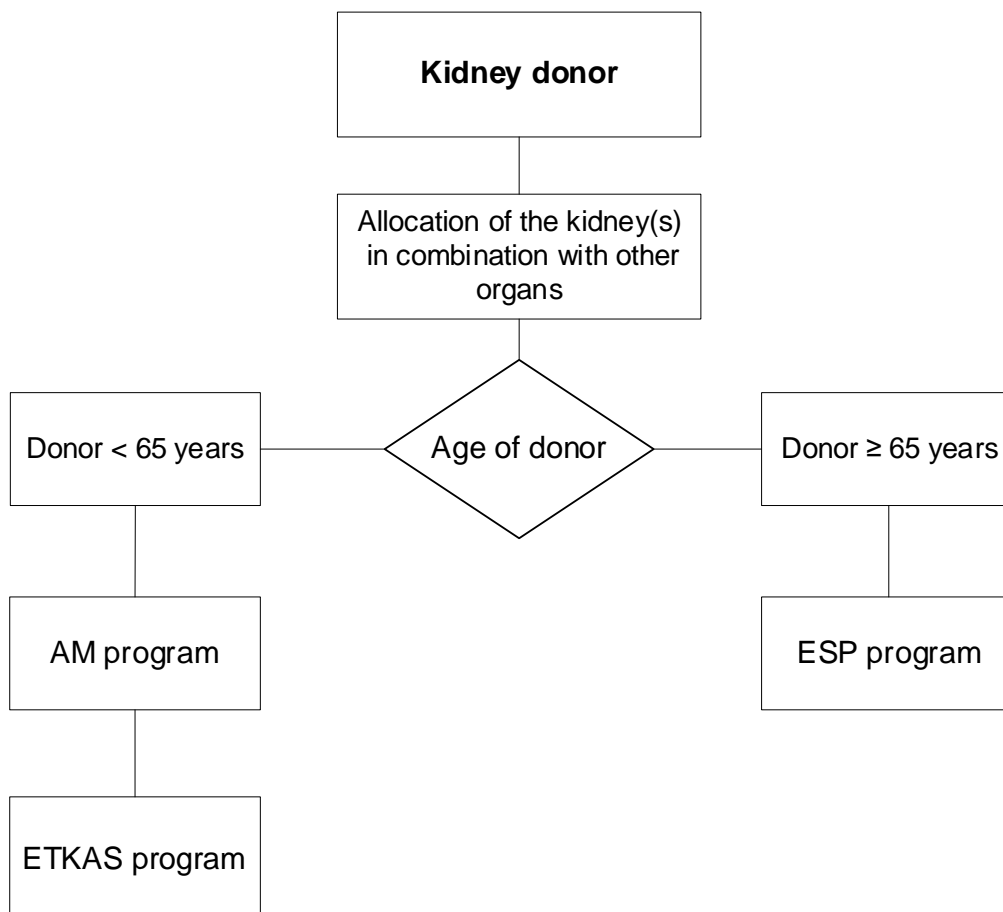 Kidney donor
Allocation of the kidney(s)
in combination with other
organs
Donor < 65 years
Age of donor
Donor ≥ 65 years
AM program
ESP program
ETKAS program